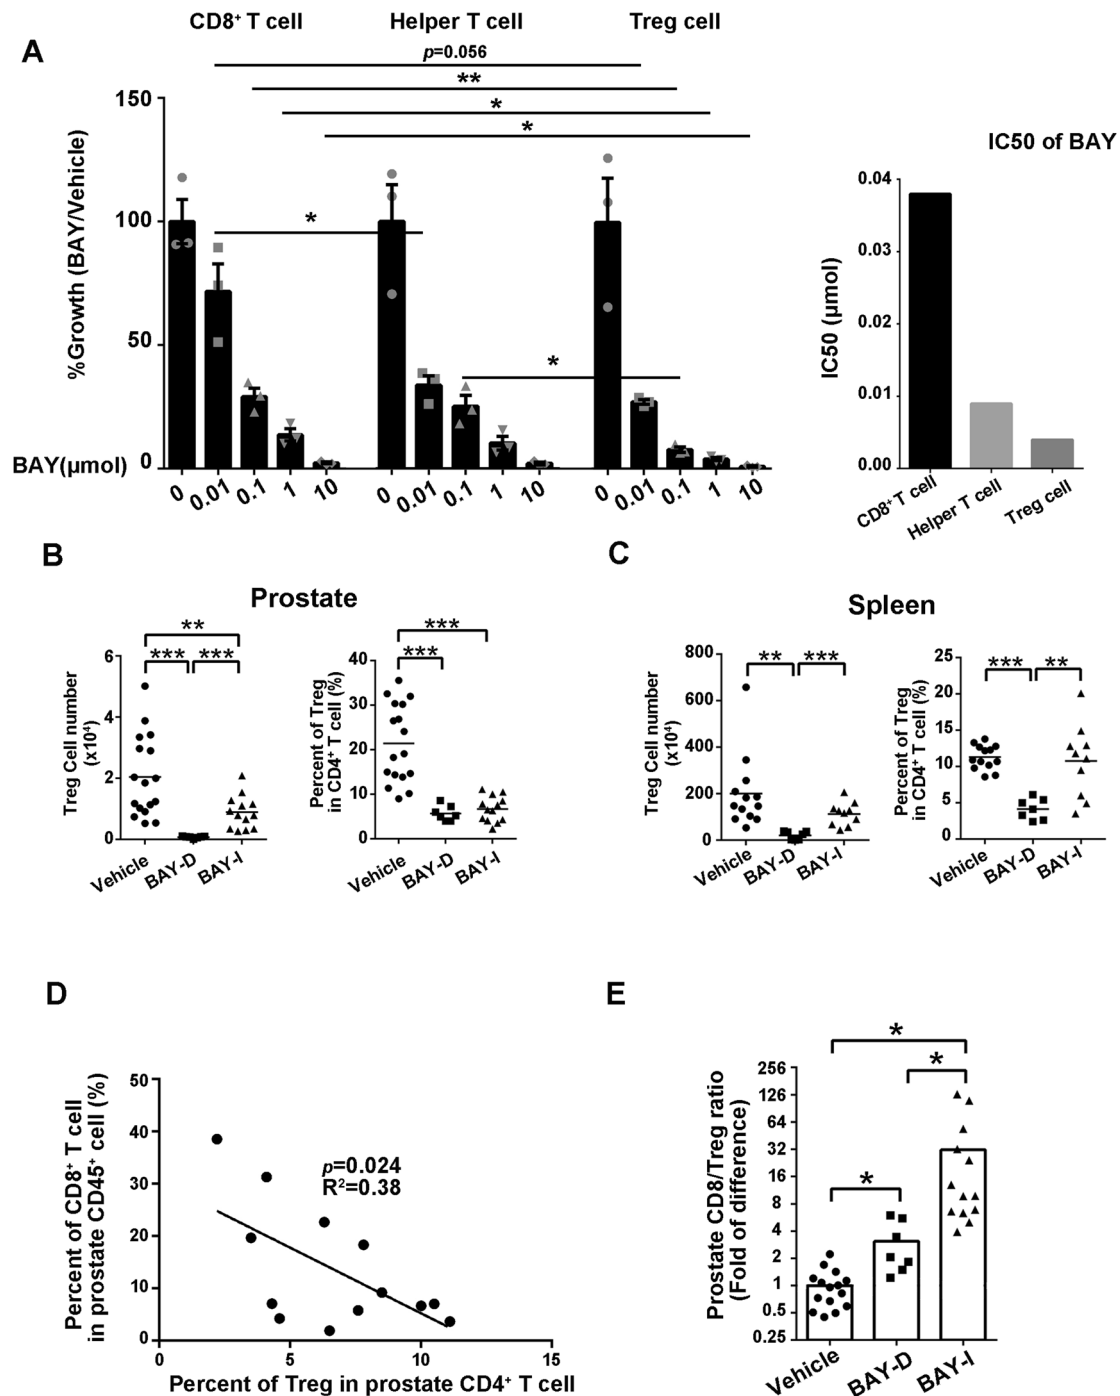 CD8+ T cell
Helper T cell
Treg cell
A
p=0.056
**
*
*
*
*
%Growth (BAY/Vehicle)
150
100
50
0
BAY(μmol)
0 0.01 0.1 1 10
0 0.01 0.1 1 10
0 0.01 0.1 1 10
IC50 of BAY
IC50 (μmol)
0.04
0.03
0.02
0.01
0.00
CD8+ T cell
Helper T cell
Treg cell
B
Prostate
**
*** ***
Treg Cell number
(x10⁴)
6
4
2
0
Vehicle
BAY-D
BAY-I
***
***
Percent of Treg
in CD4+ T cell (%)
40
30
20
10
0
Vehicle
BAY-D
BAY-I
C
Spleen
** ***
Treg Cell number
(x10⁴)
800
600
400
200
0
Vehicle
BAY-D
BAY-I
*** **
Percent of Treg
in CD4+ T cell (%)
25
20
15
10
5
0
Vehicle
BAY-D
BAY-I
D
Percent of CD8+ T cell
in prostate CD45+ cell (%)
50
40
30
20
10
0
p=0.024
R²=0.38
0 5 10 15
Percent of Treg in prostate CD4+ T cell
E
*
*
*
Prostate CD8/Treg ratio
(Fold of difference)
256
126
64
32
16
8
4
2
1
0.5
0.25
Vehicle
BAY-D
BAY-I